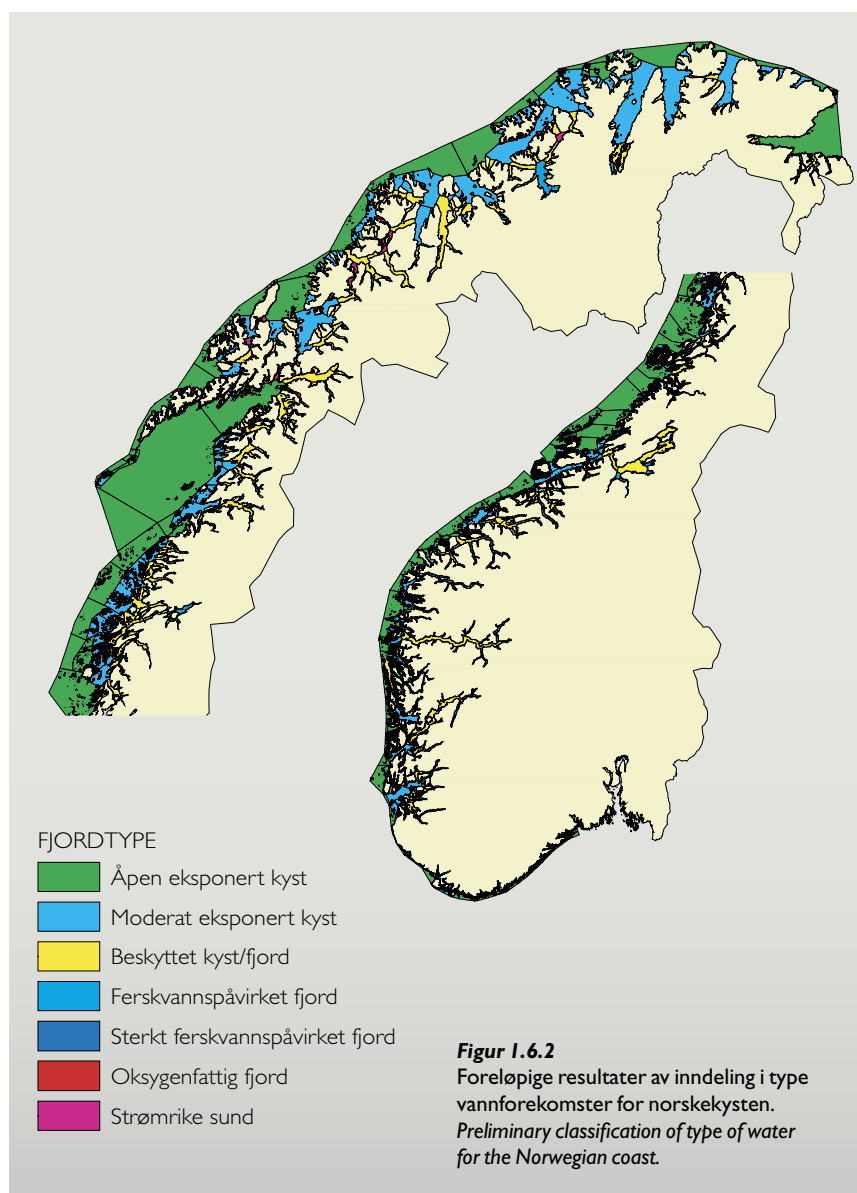 FJORDTYPE
Åpen eksponert kyst
Moderat eksponert kyst
Beskyttet kyst/fjord
Ferskvannspåvirket fjord
Sterkt ferskvannspåvirket fjord
Oksygenfattig fjord
Strømrike sund
Figur 1.6.2
Foreløpige resultater av inndeling i type
vannforekomster for norskekysten.
Preliminary classification of type of water
for the Norwegian coast.